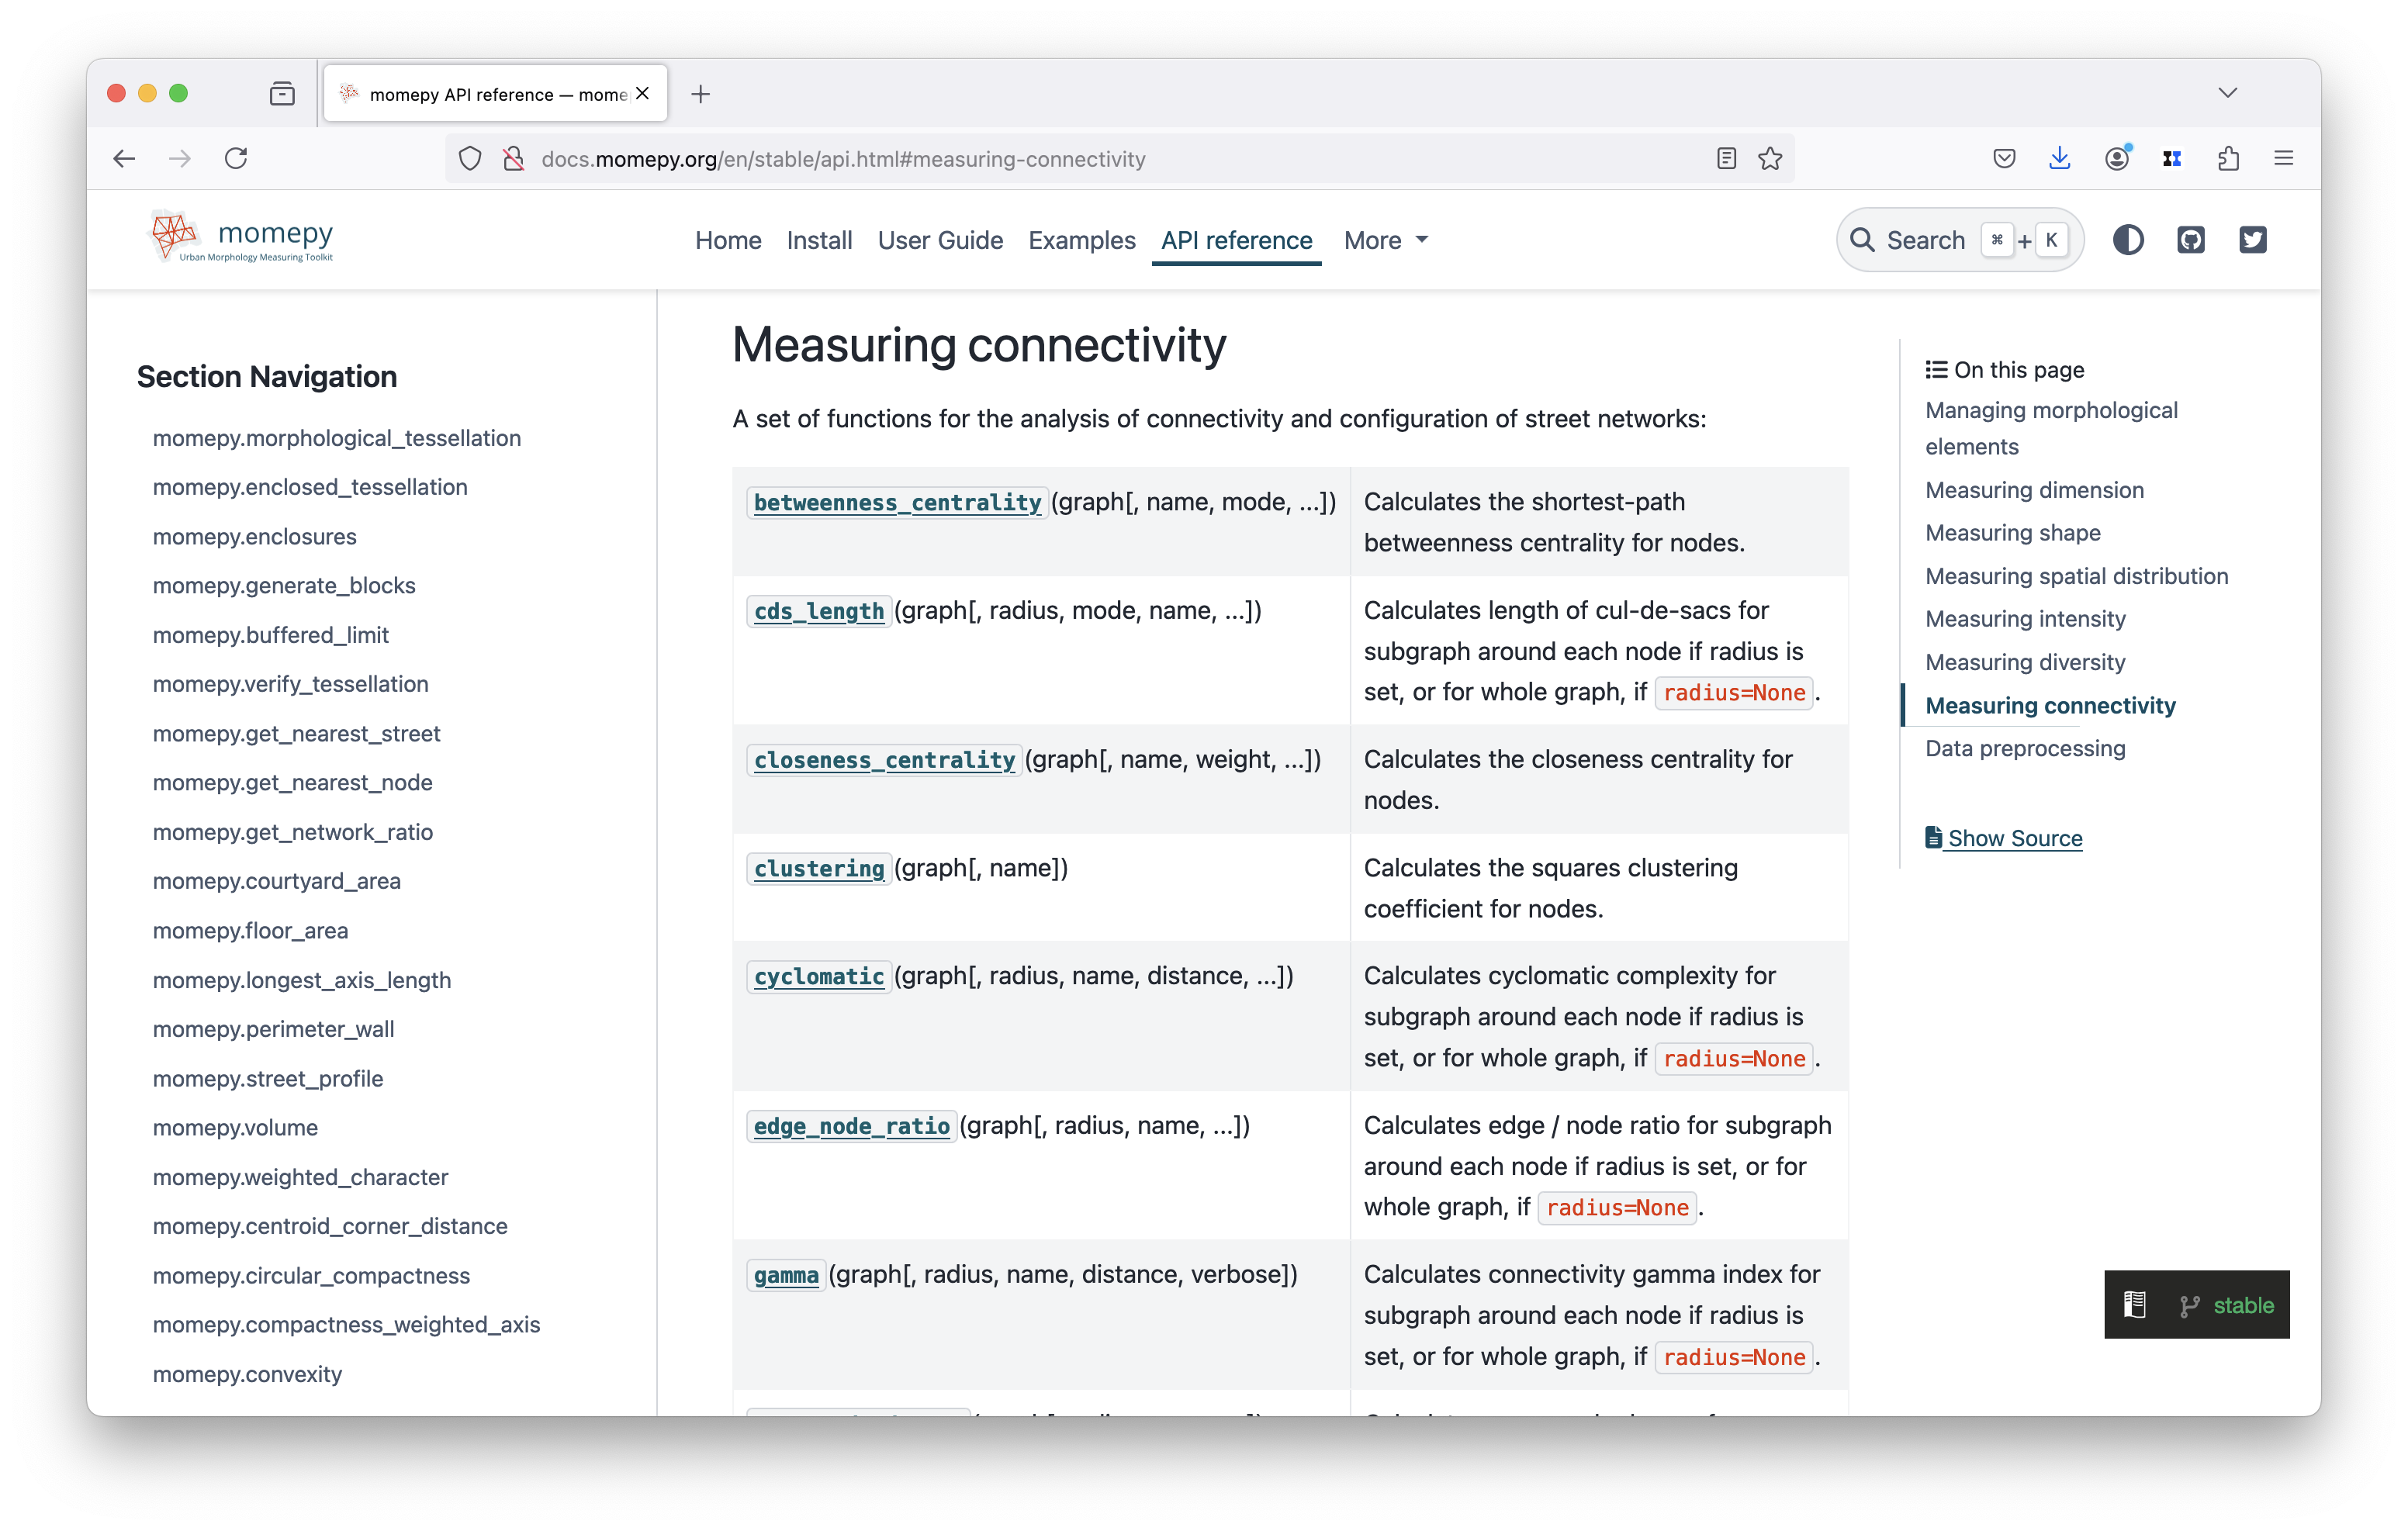 momepy API reference — mome
docs.momepy.org/en/stable/api.html#measuring-connectivity
momepy
Urban Morphology Measuring Toolkit
Home Install User Guide Examples API reference More
Search ⌘ + K
Section Navigation
momepy.morphological_tessellation
momepy.enclosed_tessellation
momepy.enclosures
momepy.generate_blocks
momepy.buffered_limit
momepy.verify_tessellation
momepy.get_nearest_street
momepy.get_nearest_node
momepy.get_network_ratio
momepy.courtyard_area
momepy.floor_area
momepy.longest_axis_length
momepy.perimeter_wall
momepy.street_profile
momepy.volume
momepy.weighted_character
momepy.centroid_corner_distance
momepy.circular_compactness
momepy.compactness_weighted_axis
momepy.convexity
Measuring connectivity
A set of functions for the analysis of connectivity and configuration of street networks:
betweenness_centrality(graph[, name, mode, ...])
Calculates the shortest-path
betweenness centrality for nodes.
cds_length(graph[, radius, mode, name, ...])
Calculates length of cul-de-sacs for
subgraph around each node if radius is
set, or for whole graph, if radius=None.
closeness_centrality(graph[, name, weight, ...])
Calculates the closeness centrality for
nodes.
clustering(graph[, name])
Calculates the squares clustering
coefficient for nodes.
cyclomatic(graph[, radius, name, distance, ...])
Calculates cyclomatic complexity for
subgraph around each node if radius is
set, or for whole graph, if radius=None.
edge_node_ratio(graph[, radius, name, ...])
Calculates edge / node ratio for subgraph
around each node if radius is set, or for
whole graph, if radius=None.
gamma(graph[, radius, name, distance, verbose])
Calculates connectivity gamma index for
subgraph around each node if radius is
set, or for whole graph, if radius=None.
On this page
Managing morphological
elements
Measuring dimension
Measuring shape
Measuring spatial distribution
Measuring intensity
Measuring diversity
Measuring connectivity
Data preprocessing
Show Source
stable